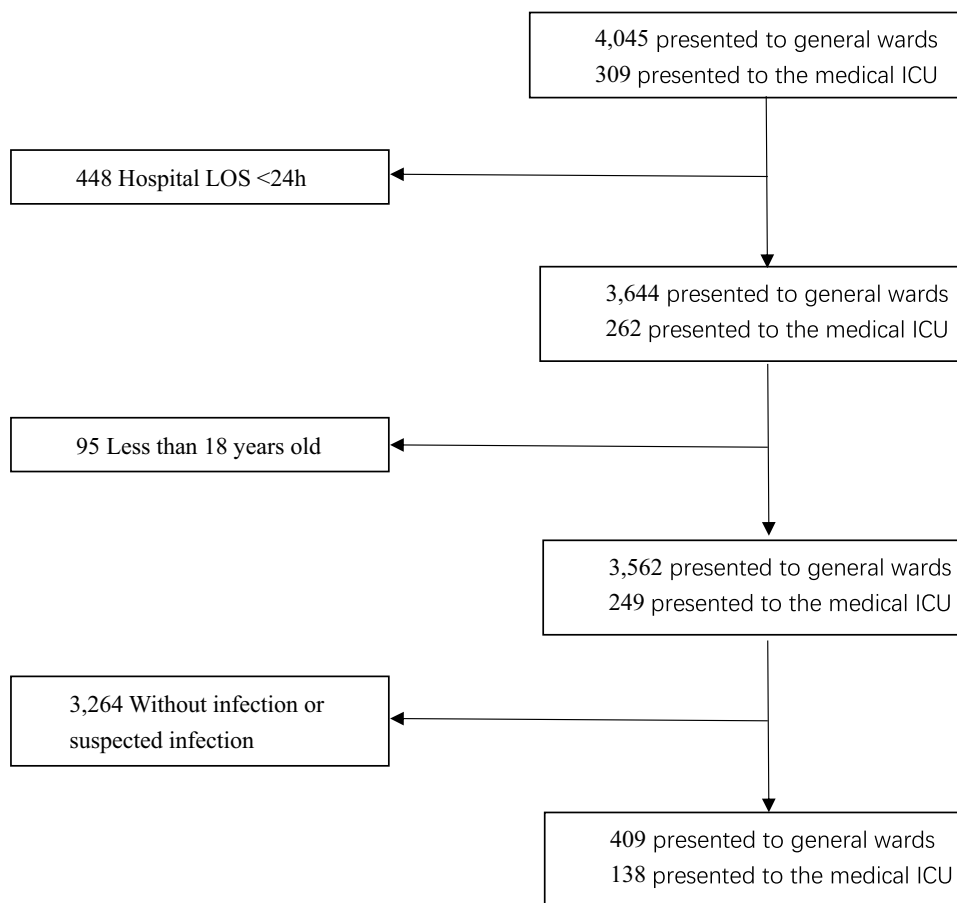 4,045 presented to general wards
309 presented to the medical ICU
448 Hospital LOS <24h
3,644 presented to general wards
262 presented to the medical ICU
95 Less than 18 years old
3,562 presented to general wards
249 presented to the medical ICU
3,264 Without infection or
suspected infection
409 presented to general wards
138 presented to the medical ICU